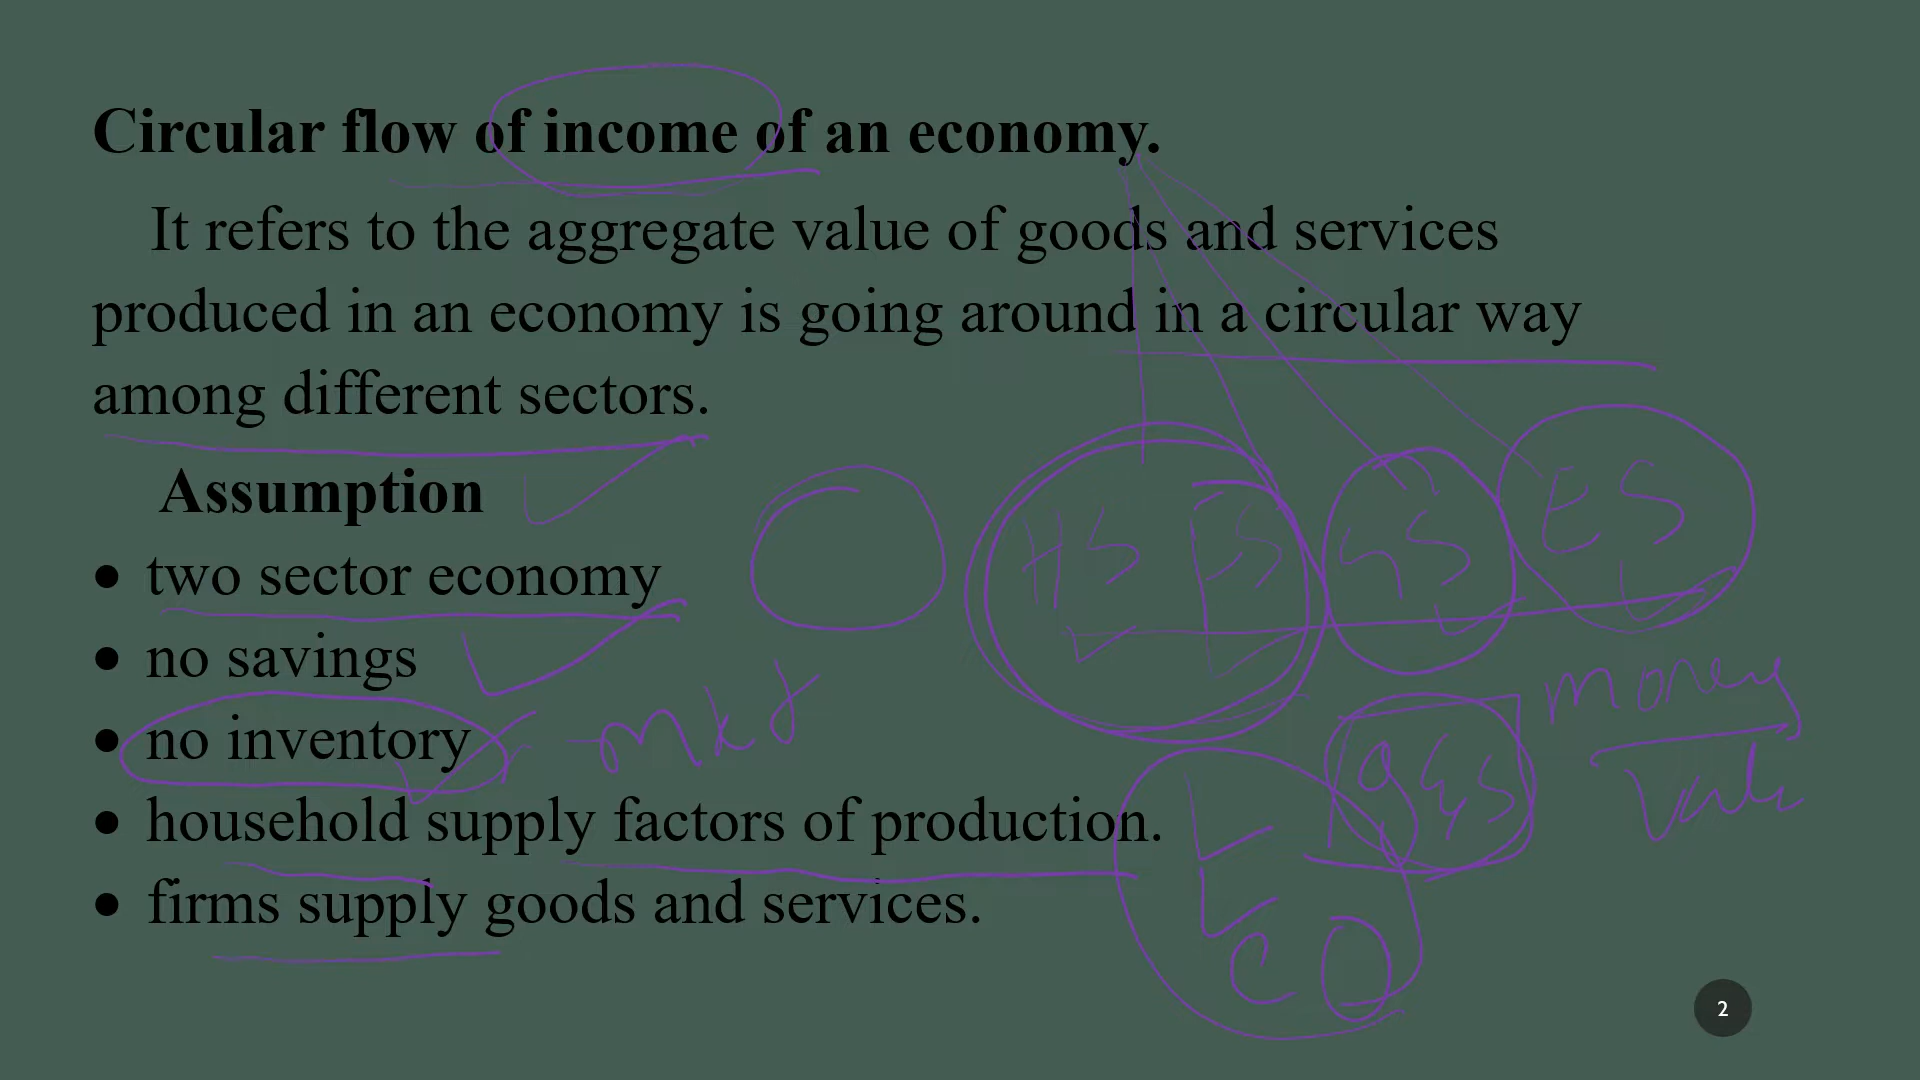 Circular flow of income of an economy.
It refers to the aggregate value of goods and services
produced in an economy is going around in a circular way
among different sectors.
Assumption
• two sector economy
• no savings
• no inventory
• household supply factors of production.
• firms supply goods and services.
HS FS GS ES
mkt
money
value
G&S
L
L
C O
2